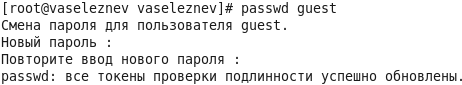 [root@vaseleznev vaseleznev]# passwd guest
Смена пароля для пользователя guest.
Новый пароль :
Повторите ввод нового пароля :
passwd: все токены проверки подлинности успешно обновлены.